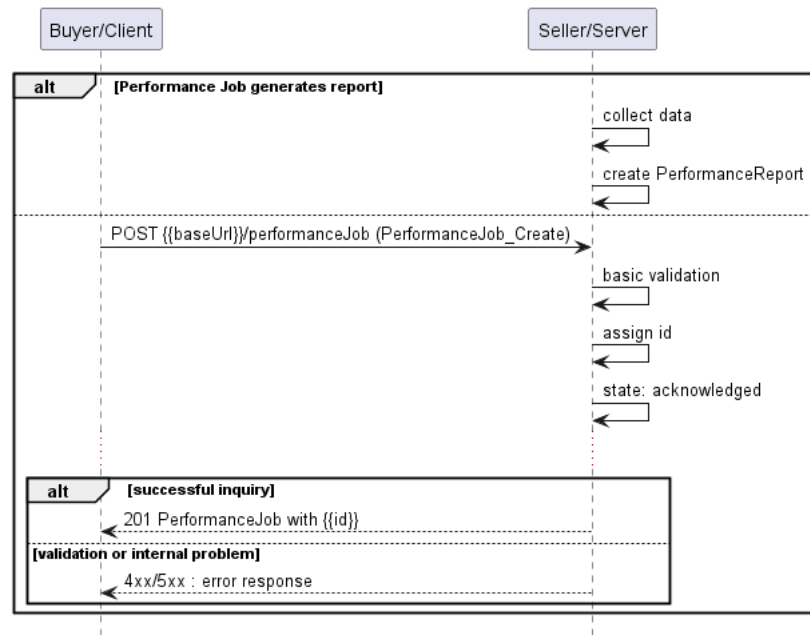 Buyer/Client
Seller/Server
alt
[Performance Job generates report]
collect data
create PerformanceReport
POST {{baseUrl}}/performanceJob (PerformanceJob_Create)
basic validation
assign id
state: acknowledged
alt
[successful inquiry]
201 PerformanceJob with {{id}}
[validation or internal problem]
4xx/5xx : error response